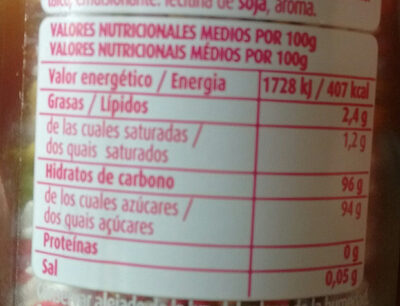 emulsionante: lecitina de soja, aroma.
VALORES NUTRICIONALES MEDIOS POR 100g
VALORES NUTRICIONAIS MÉDIOS POR 100g
Valor energético / Energia 1728 kJ / 407 kcal
Grasas / Lípidos 2,4 g
de las cuales saturadas / 1,2 g
dos quais saturados
Hidratos de carbono 96 g
de los cuales azúcares / 94 g
dos quais açúcares
Proteínas 0 g
Sal 0,05 g